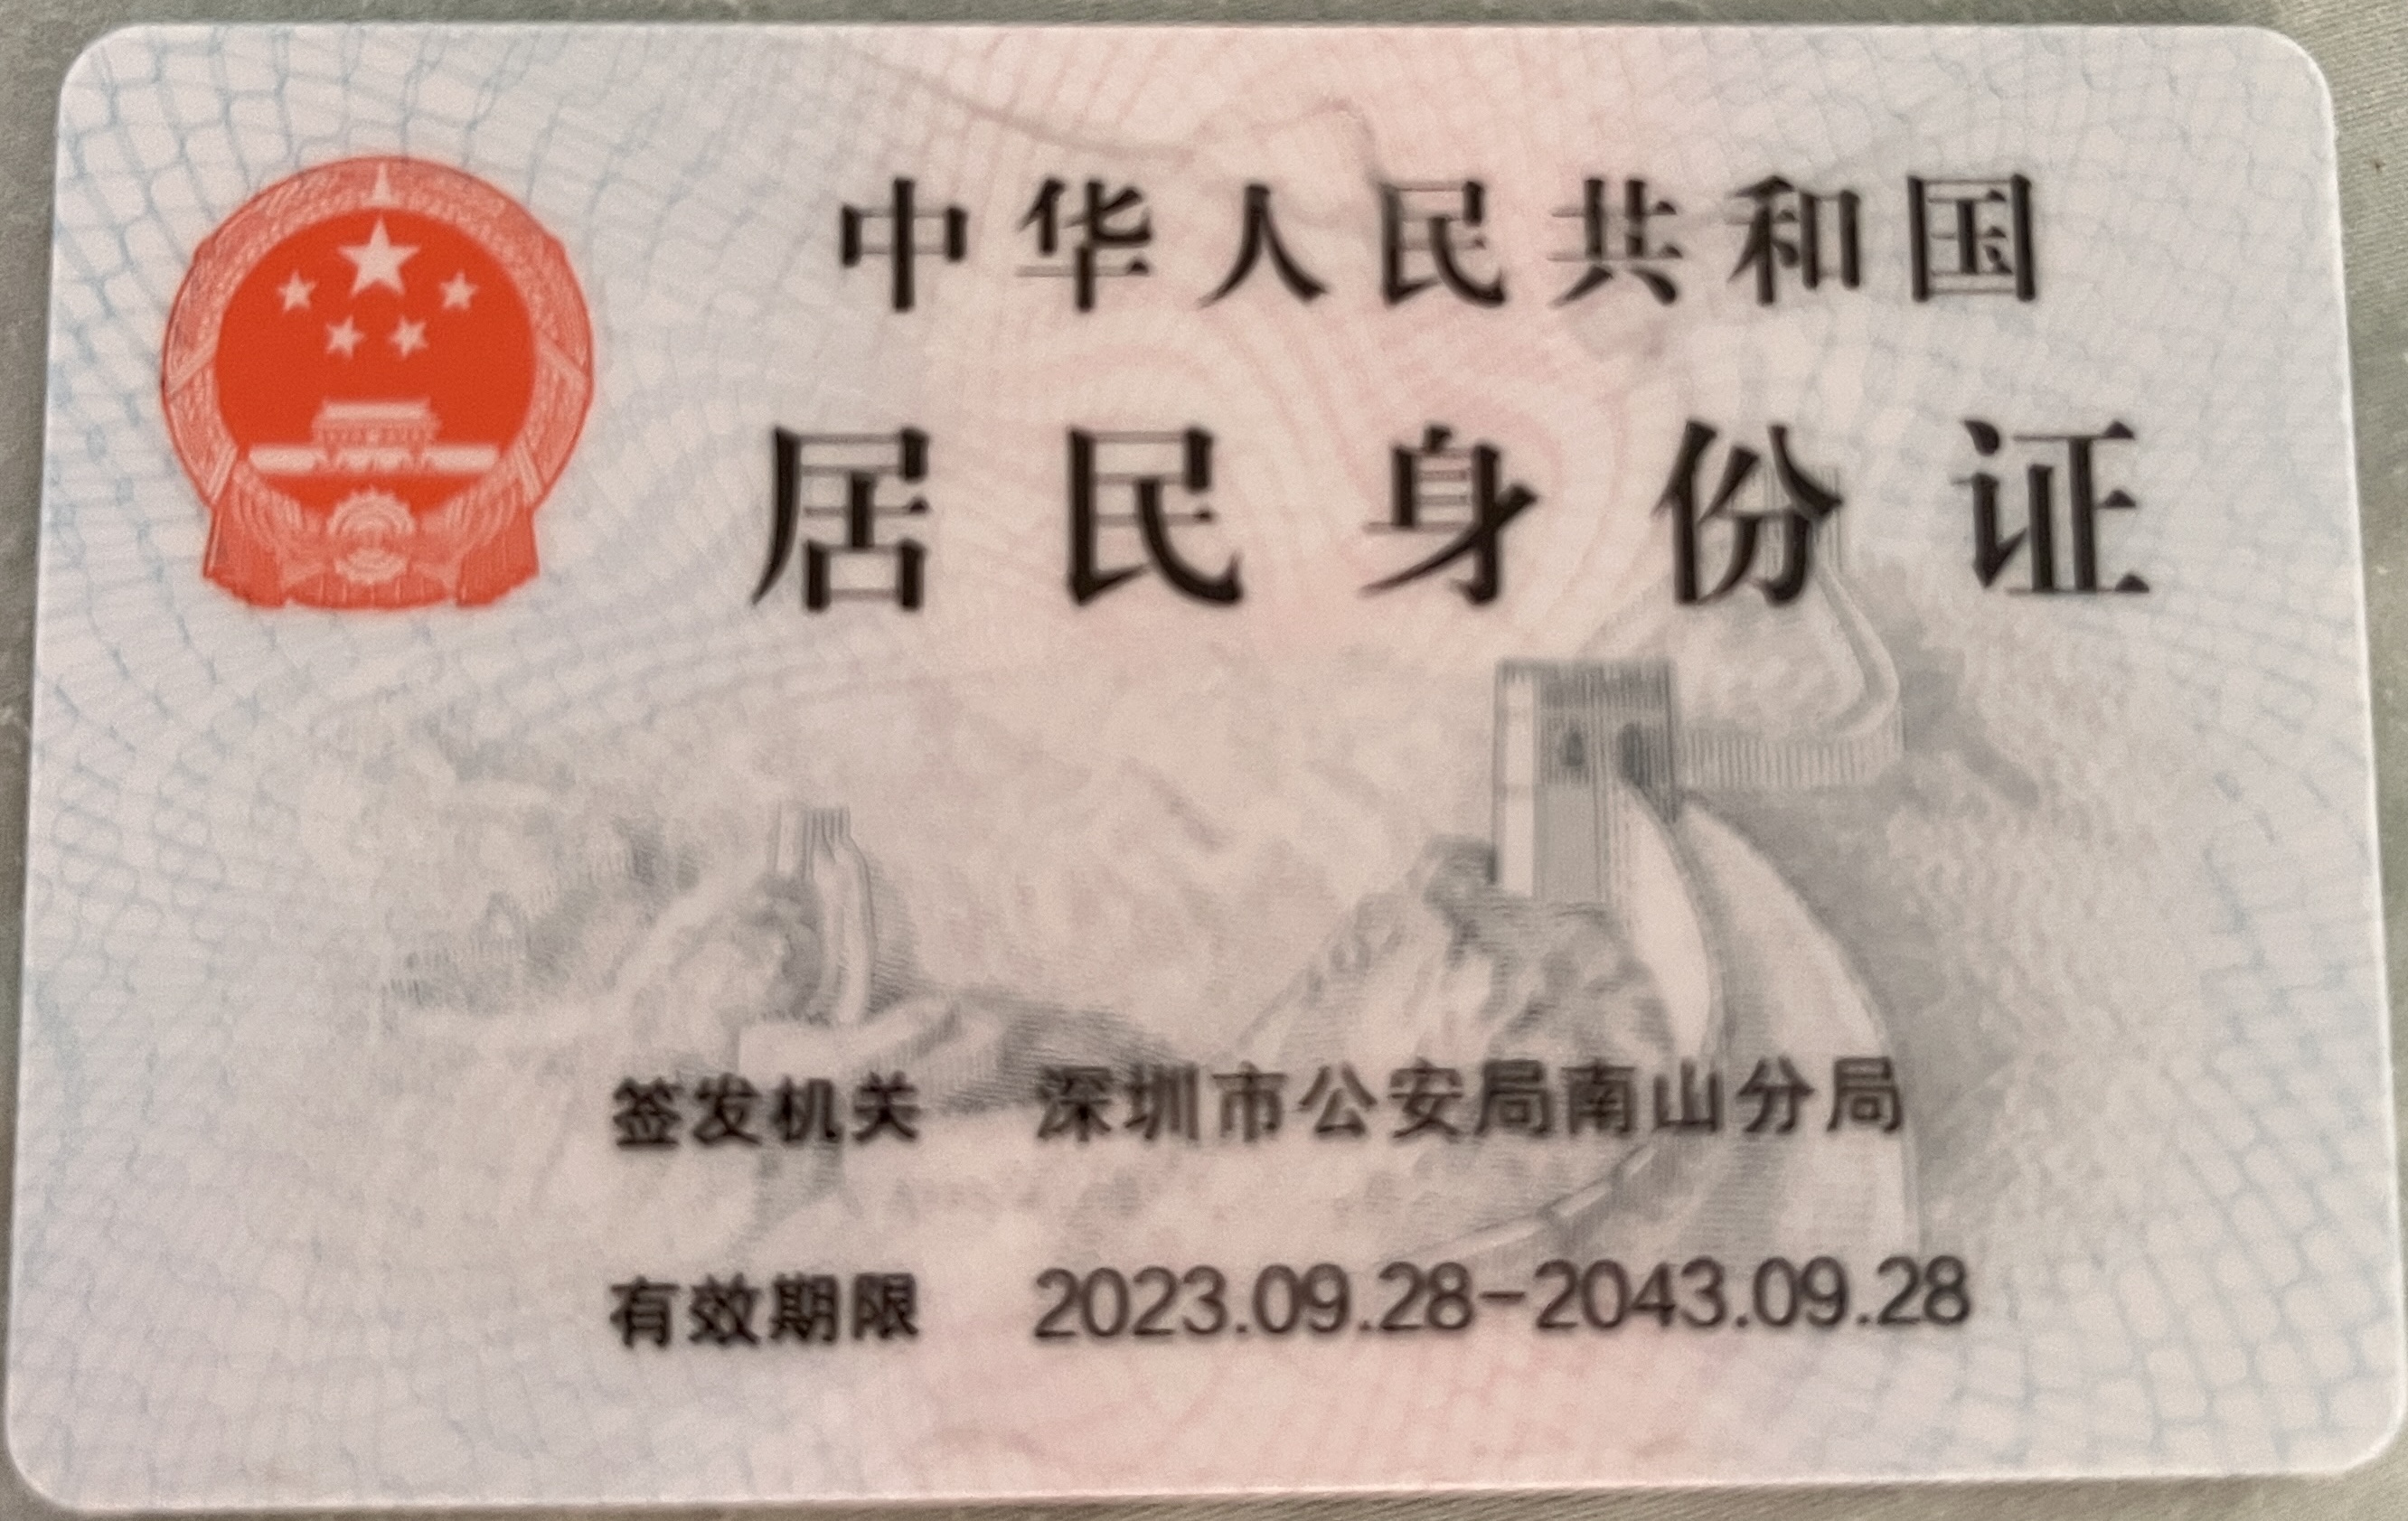 中华人民共和国
居民身份证
签发机关 深圳市公安局南山分局
有效期限 2023.09.28-2043.09.28